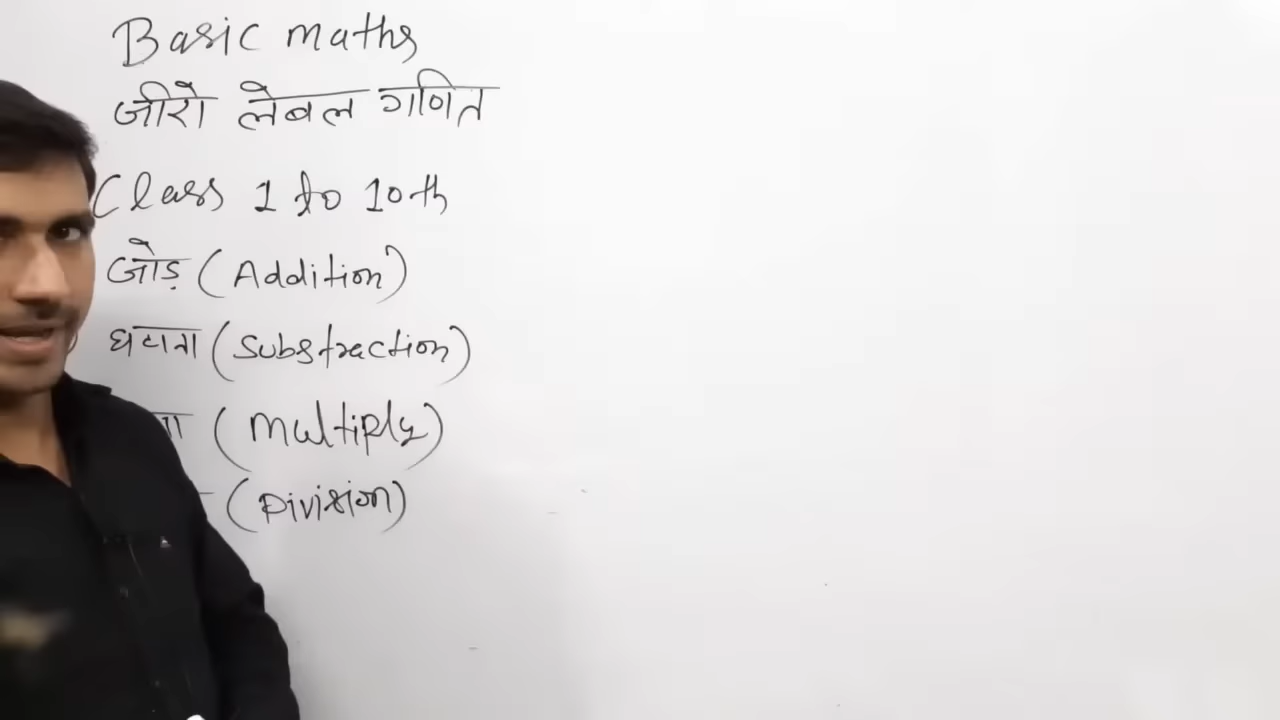 Basic maths
जीरो लेबल गणित
Class 1 to 10th
जोड़ (Addition)
घटाना (Substraction)
(Multiply)
(Division)